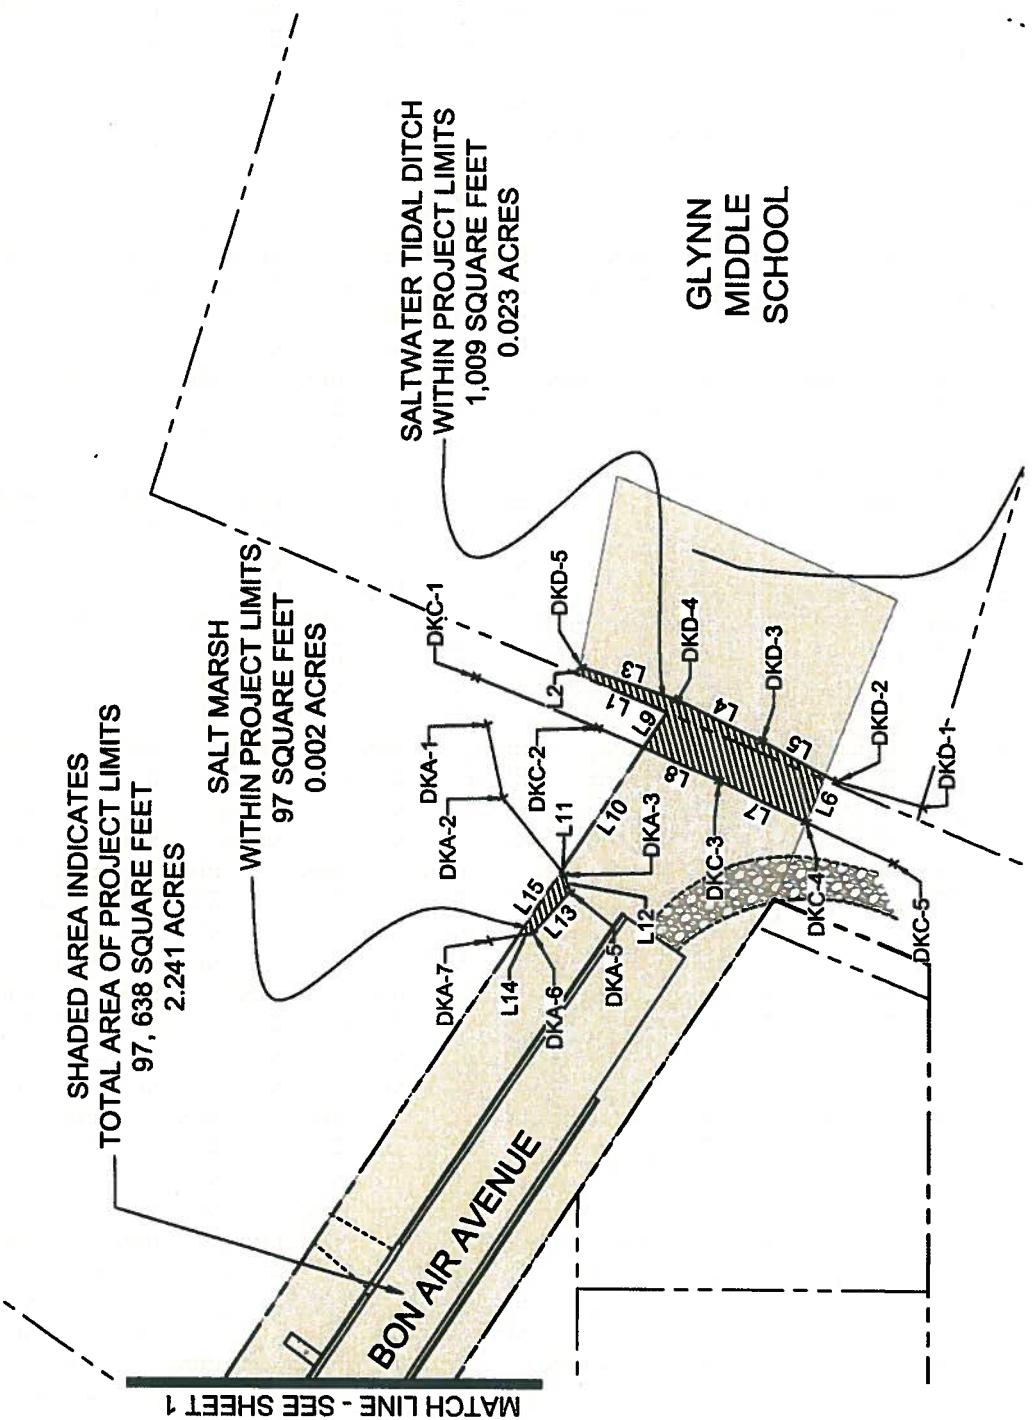 SHADED AREA INDICATES
TOTAL AREA OF PROJECT LIMITS
97, 638 SQUARE FEET
2.241 ACRES
SALT MARSH
WITHIN PROJECT LIMITS
97 SQUARE FEET
0.002 ACRES
SALTWATER TIDAL DITCH
WITHIN PROJECT LIMITS
1,009 SQUARE FEET
0.023 ACRES
GLYNN
MIDDLE
SCHOOL
BON AIR AVENUE
MATCH LINE - SEE SHEET 1
DKA-7
L14
DKA-6
L15
L13
DKA-5
L12
L11
DKA-3
DKA-2
DKA-1
L10
DKC-2
DKC-1
L2
DKD-5
L1
L3
L9
DKD-4
L8
L4
DKC-3
DKD-3
L7
L5
L6
DKC-4
DKD-2
DKC-5
DKD-1